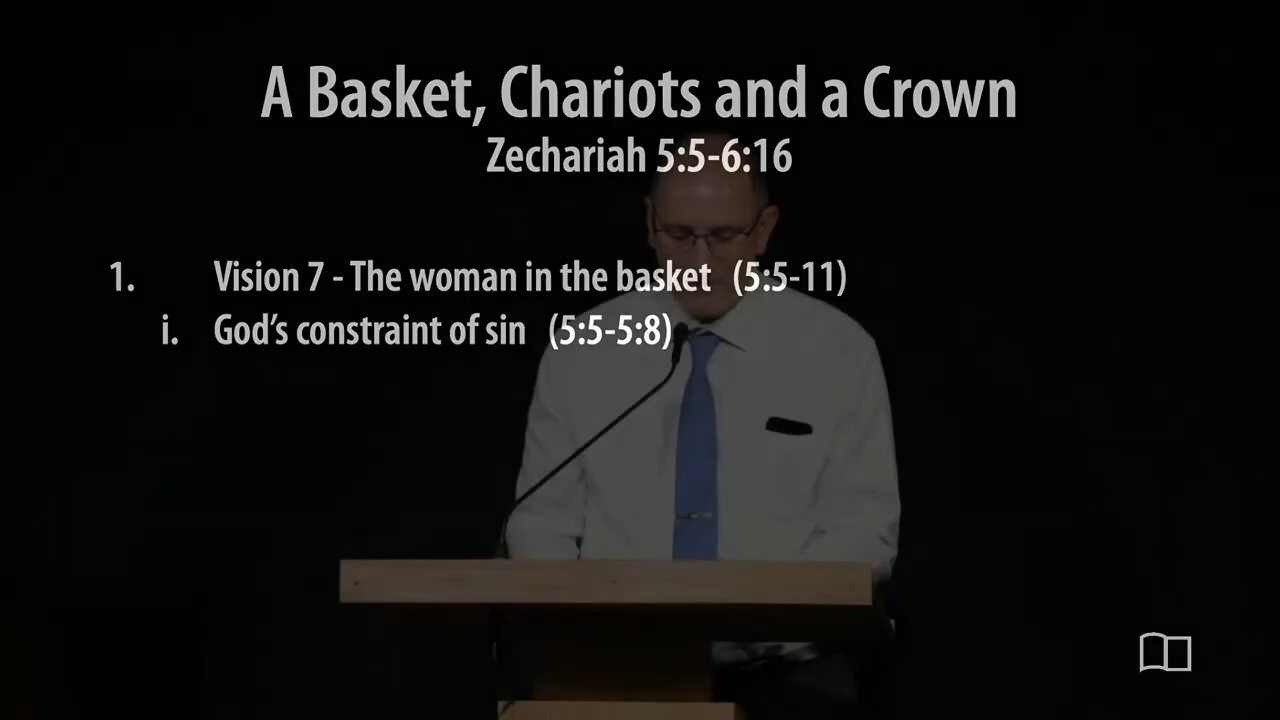 A Basket, Chariots and a Crown
Zechariah 5:5-6:16
1. Vision 7 - The woman in the basket (5:5-11)
i. God's constraint of sin (5:5-5:8)